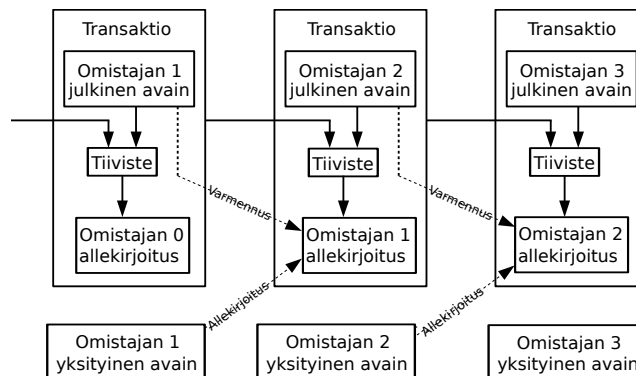 Transaktio
Transaktio
Transaktio
Omistajan 1
julkinen avain
Omistajan 2
julkinen avain
Omistajan 3
julkinen avain
Tiiviste
Tiiviste
Tiiviste
Varmennus
Varmennus
Omistajan 0
allekirjoitus
Omistajan 1
allekirjoitus
Omistajan 2
allekirjoitus
Allekirjoitus
Allekirjoitus
Omistajan 1
yksityinen avain
Omistajan 2
yksityinen avain
Omistajan 3
yksityinen avain